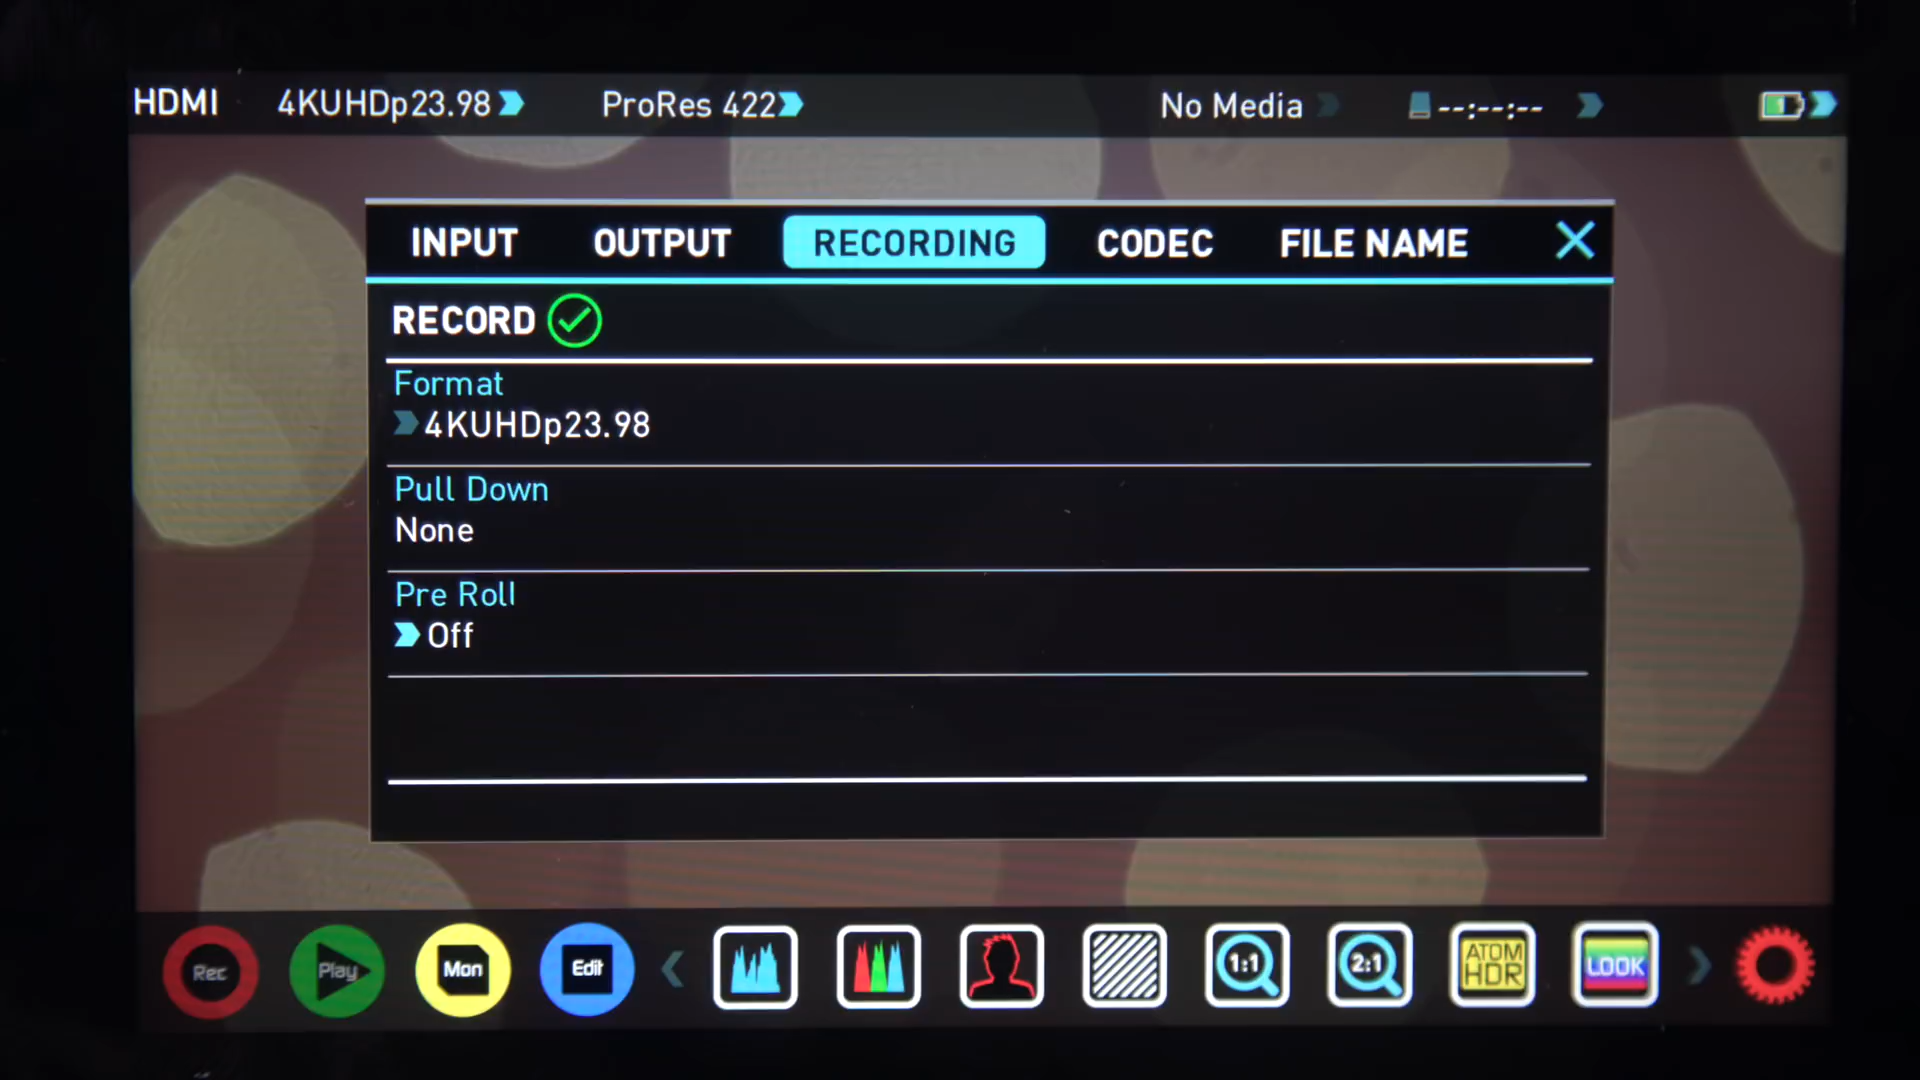 HDMI 4KUHDp23.98 ProRes 422 No Media --:--:--
INPUT OUTPUT RECORDING CODEC FILE NAME
RECORD
Format
4KUHDp23.98
Pull Down
None
Pre Roll
Off
Rec Play Mon Edit 1:1 2:1 ATOM HDR LOOK